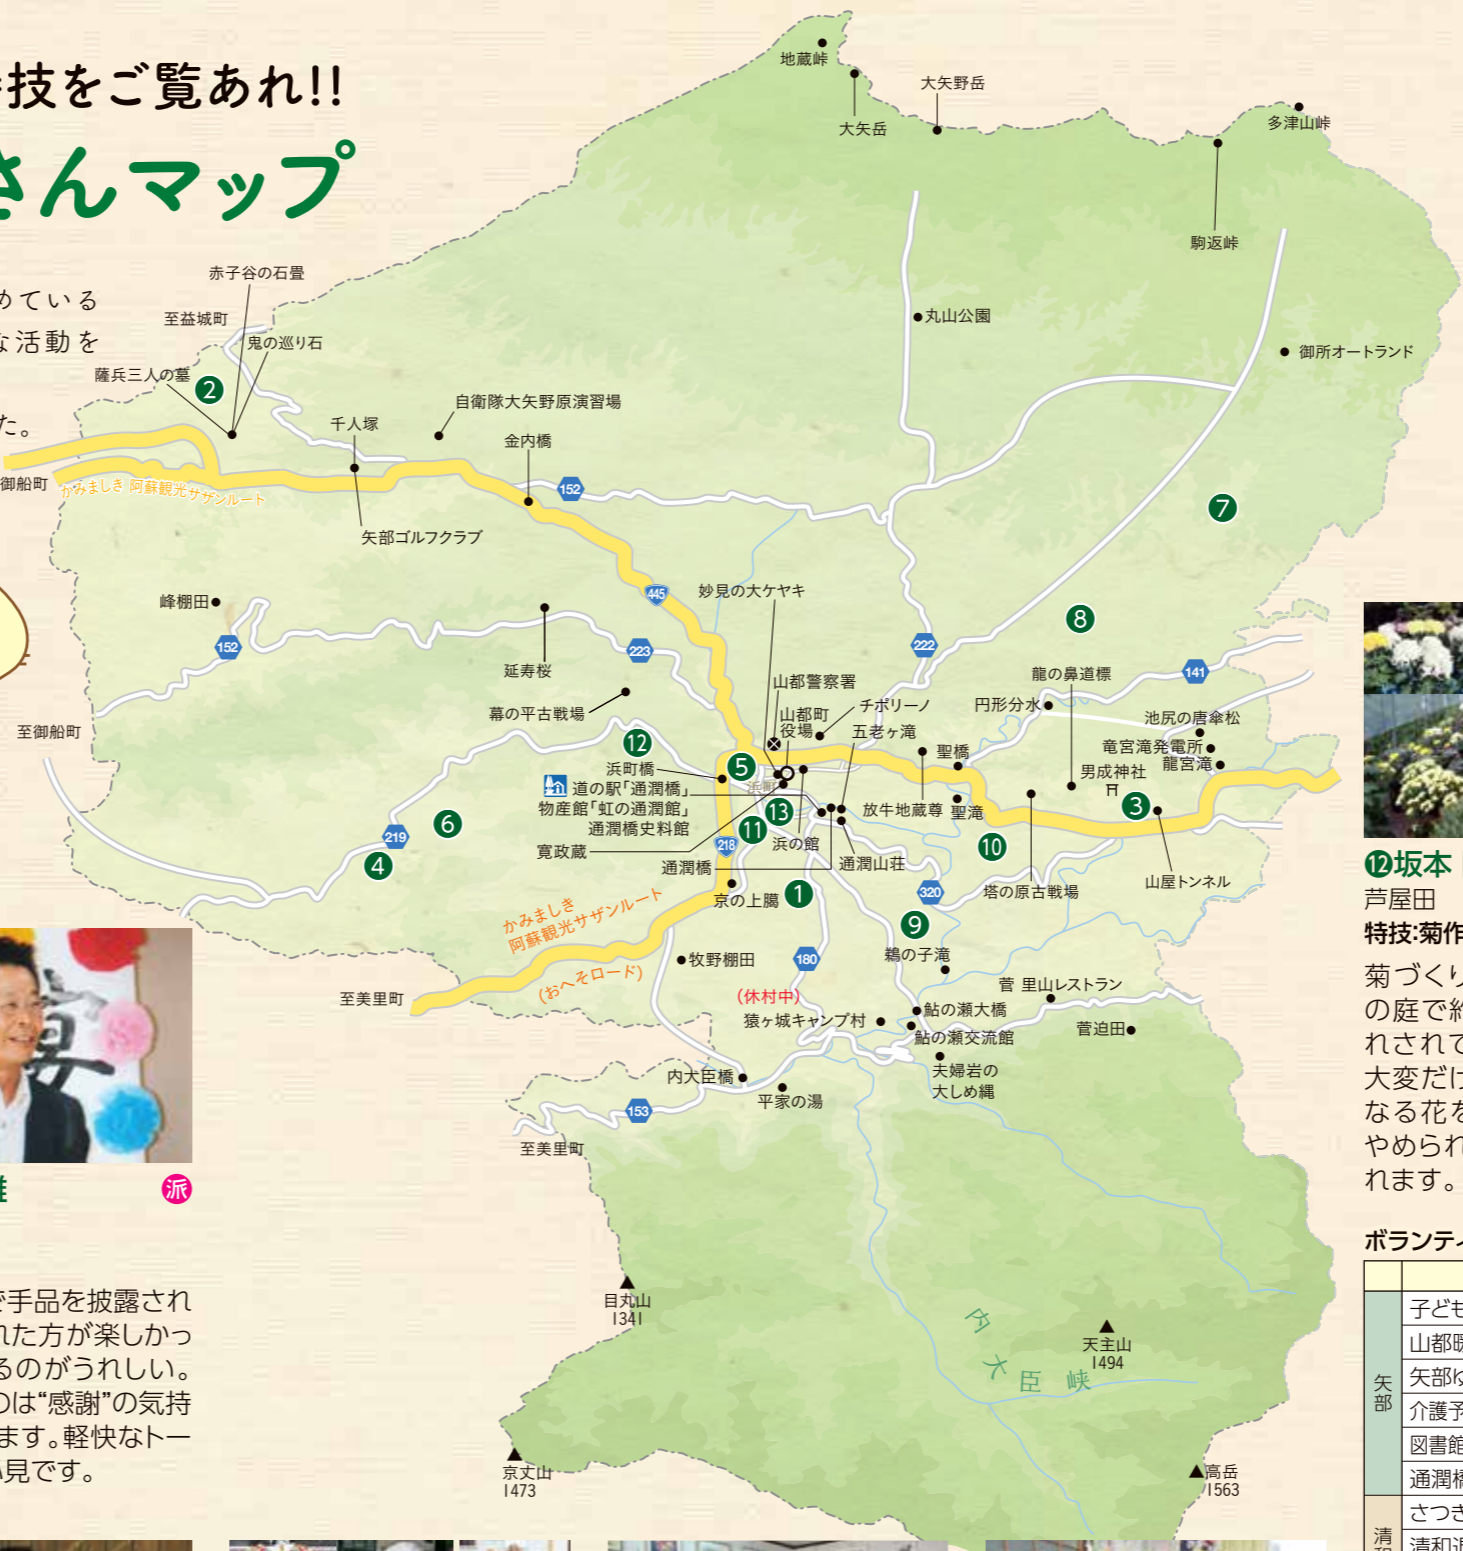 技をご覧あれ!!
さんマップ
めている
な活動を
た。
地蔵峠
大矢岳
大矢野岳
多津山峠
駒返峠
赤子谷の石畳
至益城町
鬼の巡り石
薩兵三人の墓
2
丸山公園
御所オートランド
千人塚
自衛隊大矢野原演習場
金内橋
御船町
かみましき 阿蘇観光サザンルート
152
矢部ゴルフクラブ
7
峰棚田
445
妙見の大ケヤキ
8
152
延寿桜
223
222
141
龍の鼻道標
山都警察署
幕の平古戦場
山都町
役場
チポリーノ
円形分水
池尻の唐傘松
至御船町
12
五老ヶ滝
聖橋
竜宮滝発電所
龍宮滝
浜町橋
5
浜町
男成神社
道の駅「通潤橋」
物産館「虹の通潤館」
通潤橋史料館
13
放牛地蔵尊
聖滝
3
6
219
11
寛政蔵
218
浜の館
10
4
通潤橋
通潤山荘
塔の原古戦場
山屋トンネル
京の上臈
1
320
かみましき
阿蘇観光サザンルート
(おへそロード)
9
牧野棚田
180
鵜の子滝
至美里町
(休村中)
猿ヶ城キャンプ村
鮎の瀬大橋
菅 里山レストラン
鮎の瀬交流館
菅迫田
夫婦岩の
大しめ縄
内大臣橋
平家の湯
153
至美里町
目丸山
1341
内大臣峡
天主山
1494
京丈山
1473
高岳
1563
派
で手品を披露され
れた方が楽しかっ
るのがうれしい。
のは“感謝”の気持
ます。軽快なトー
い見です。
⓬坂本
芦屋田
特技:菊作
菊づくり
の庭で約
れされて
大変だけ
なる花を
やめられ
れます。
ボランティ
矢部
子ども
山都暖
矢部ゆ
介護予
図書館
通潤橋
清和
さつき
清和